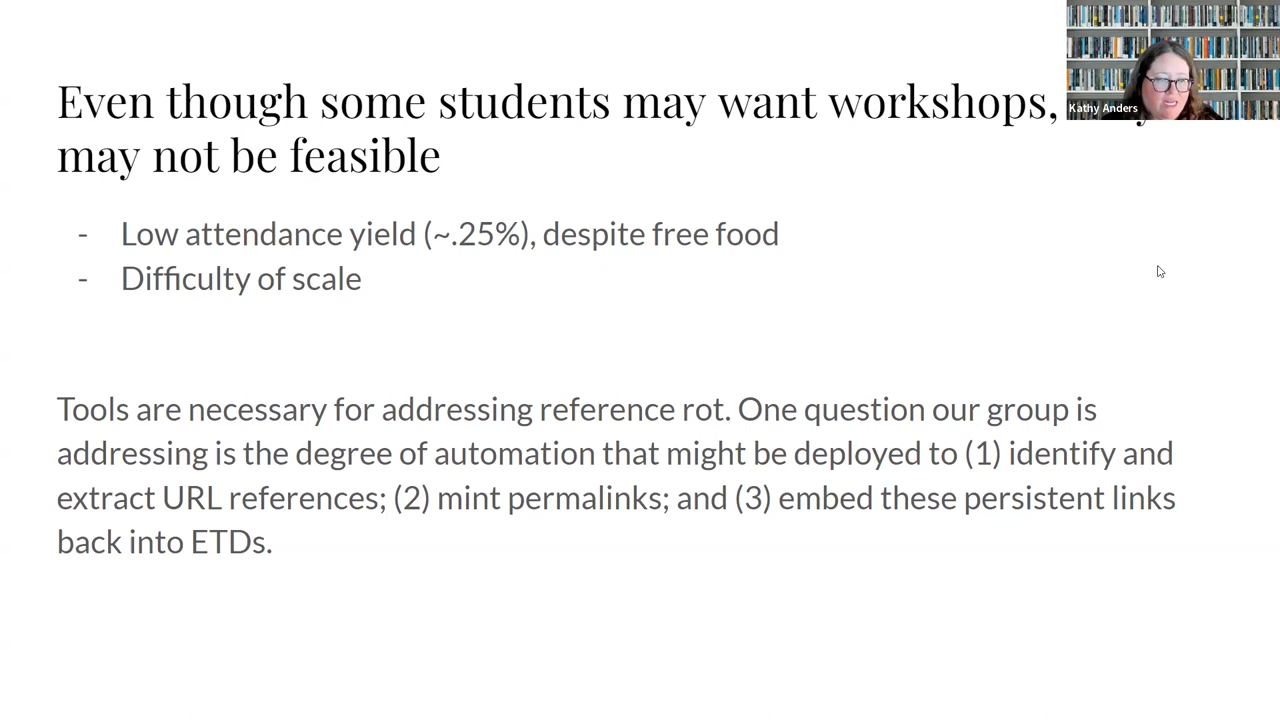 Even though some students may want workshops,
may not be feasible
Kathy Anders
- Low attendance yield (~.25%), despite free food
- Difficulty of scale
Tools are necessary for addressing reference rot. One question our group is
addressing is the degree of automation that might be deployed to (1) identify and
extract URL references; (2) mint permalinks; and (3) embed these persistent links
back into ETDs.